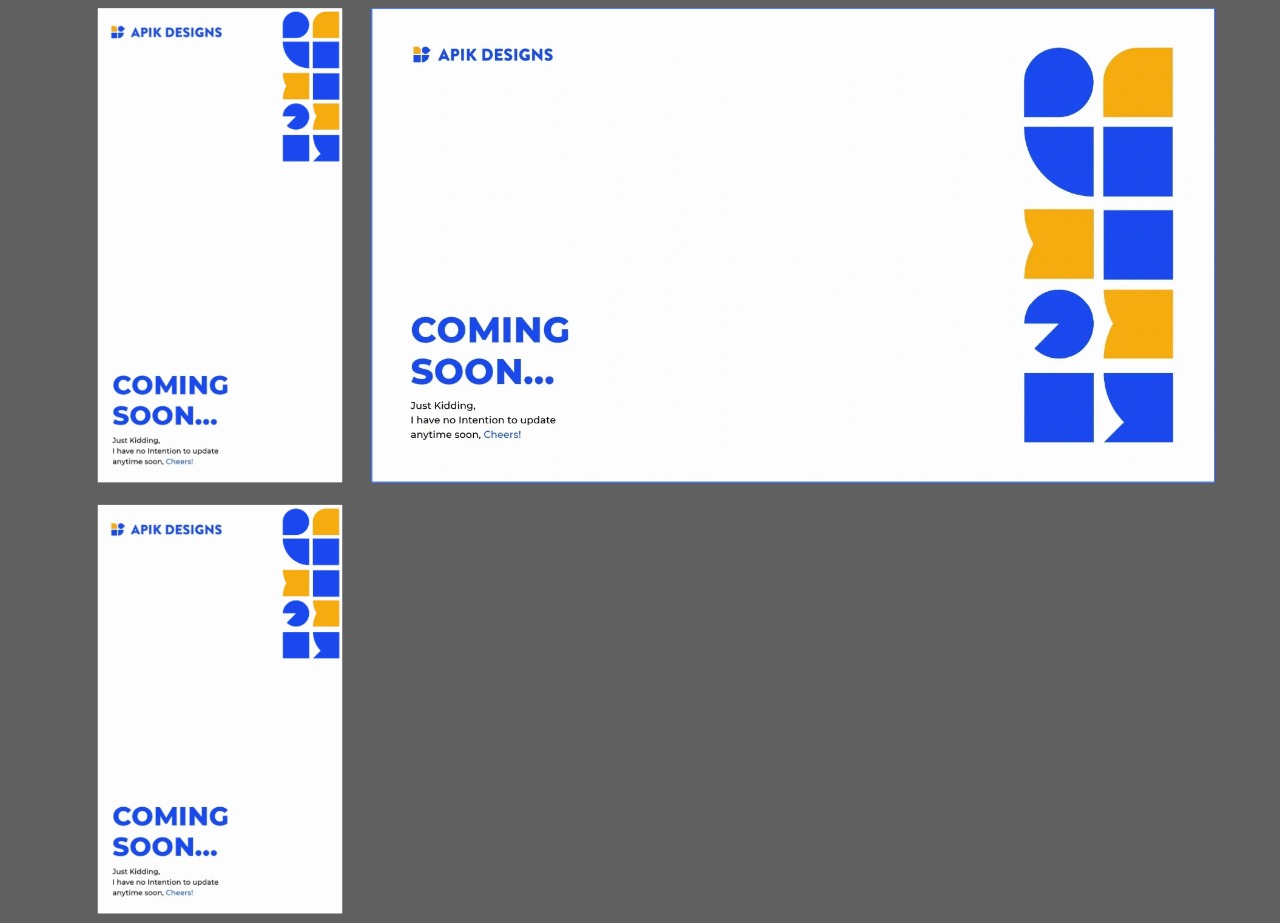 APIK DESIGNS
COMING
SOON...
Just Kidding,
I have no Intention to update
anytime soon, Cheers!
APIK DESIGNS
COMING
SOON...
Just Kidding,
I have no Intention to update
anytime soon, Cheers!
APIK DESIGNS
COMING
SOON...
Just Kidding,
I have no Intention to update
anytime soon, Cheers!